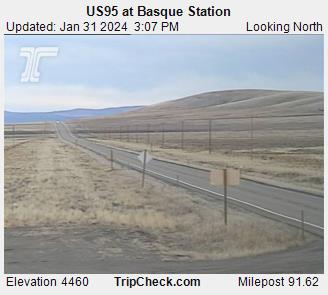 US95 at Basque Station
Updated: Jan 31 2024 3:07 PM Looking North
Elevation 4460 TripCheck.com Milepost 91.62